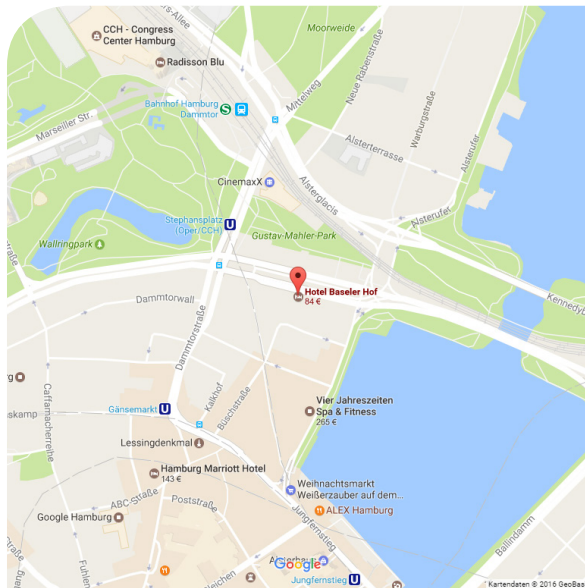 Moorweide
CCH - Congress
Center Hamburg
Radisson Blu
Neue Rabenstraße
Mittelweg
Warburgstraße
Bahnhof Hamburg
Dammtor
S
Marseiller Str.
Alsterufer
Alsterterrasse
CinemaxX
Alsterglacis
Alsterufer
Stephansplatz
(Oper/CCH)
U
Gustav-Mahler-Park
Wallringpark
Hotel Baseler Hof
84 €
Dammtorwall
Dammtorstraße
Kalkhof
Büschstraße
Vier Jahreszeiten
Spa & Fitness
265 €
Gänsemarkt
U
Caffamacherreihe
Lessingdenkmal
Hamburg Marriott Hotel
143 €
Weihnachtsmarkt
Weißerzauber auf dem...
ABC-Straße
Poststraße
ALEX Hamburg
Google Hamburg
Jungfernstieg
Ballindamm
Google
Jungfernstieg
U
Kartendaten © 2016 GeoBas